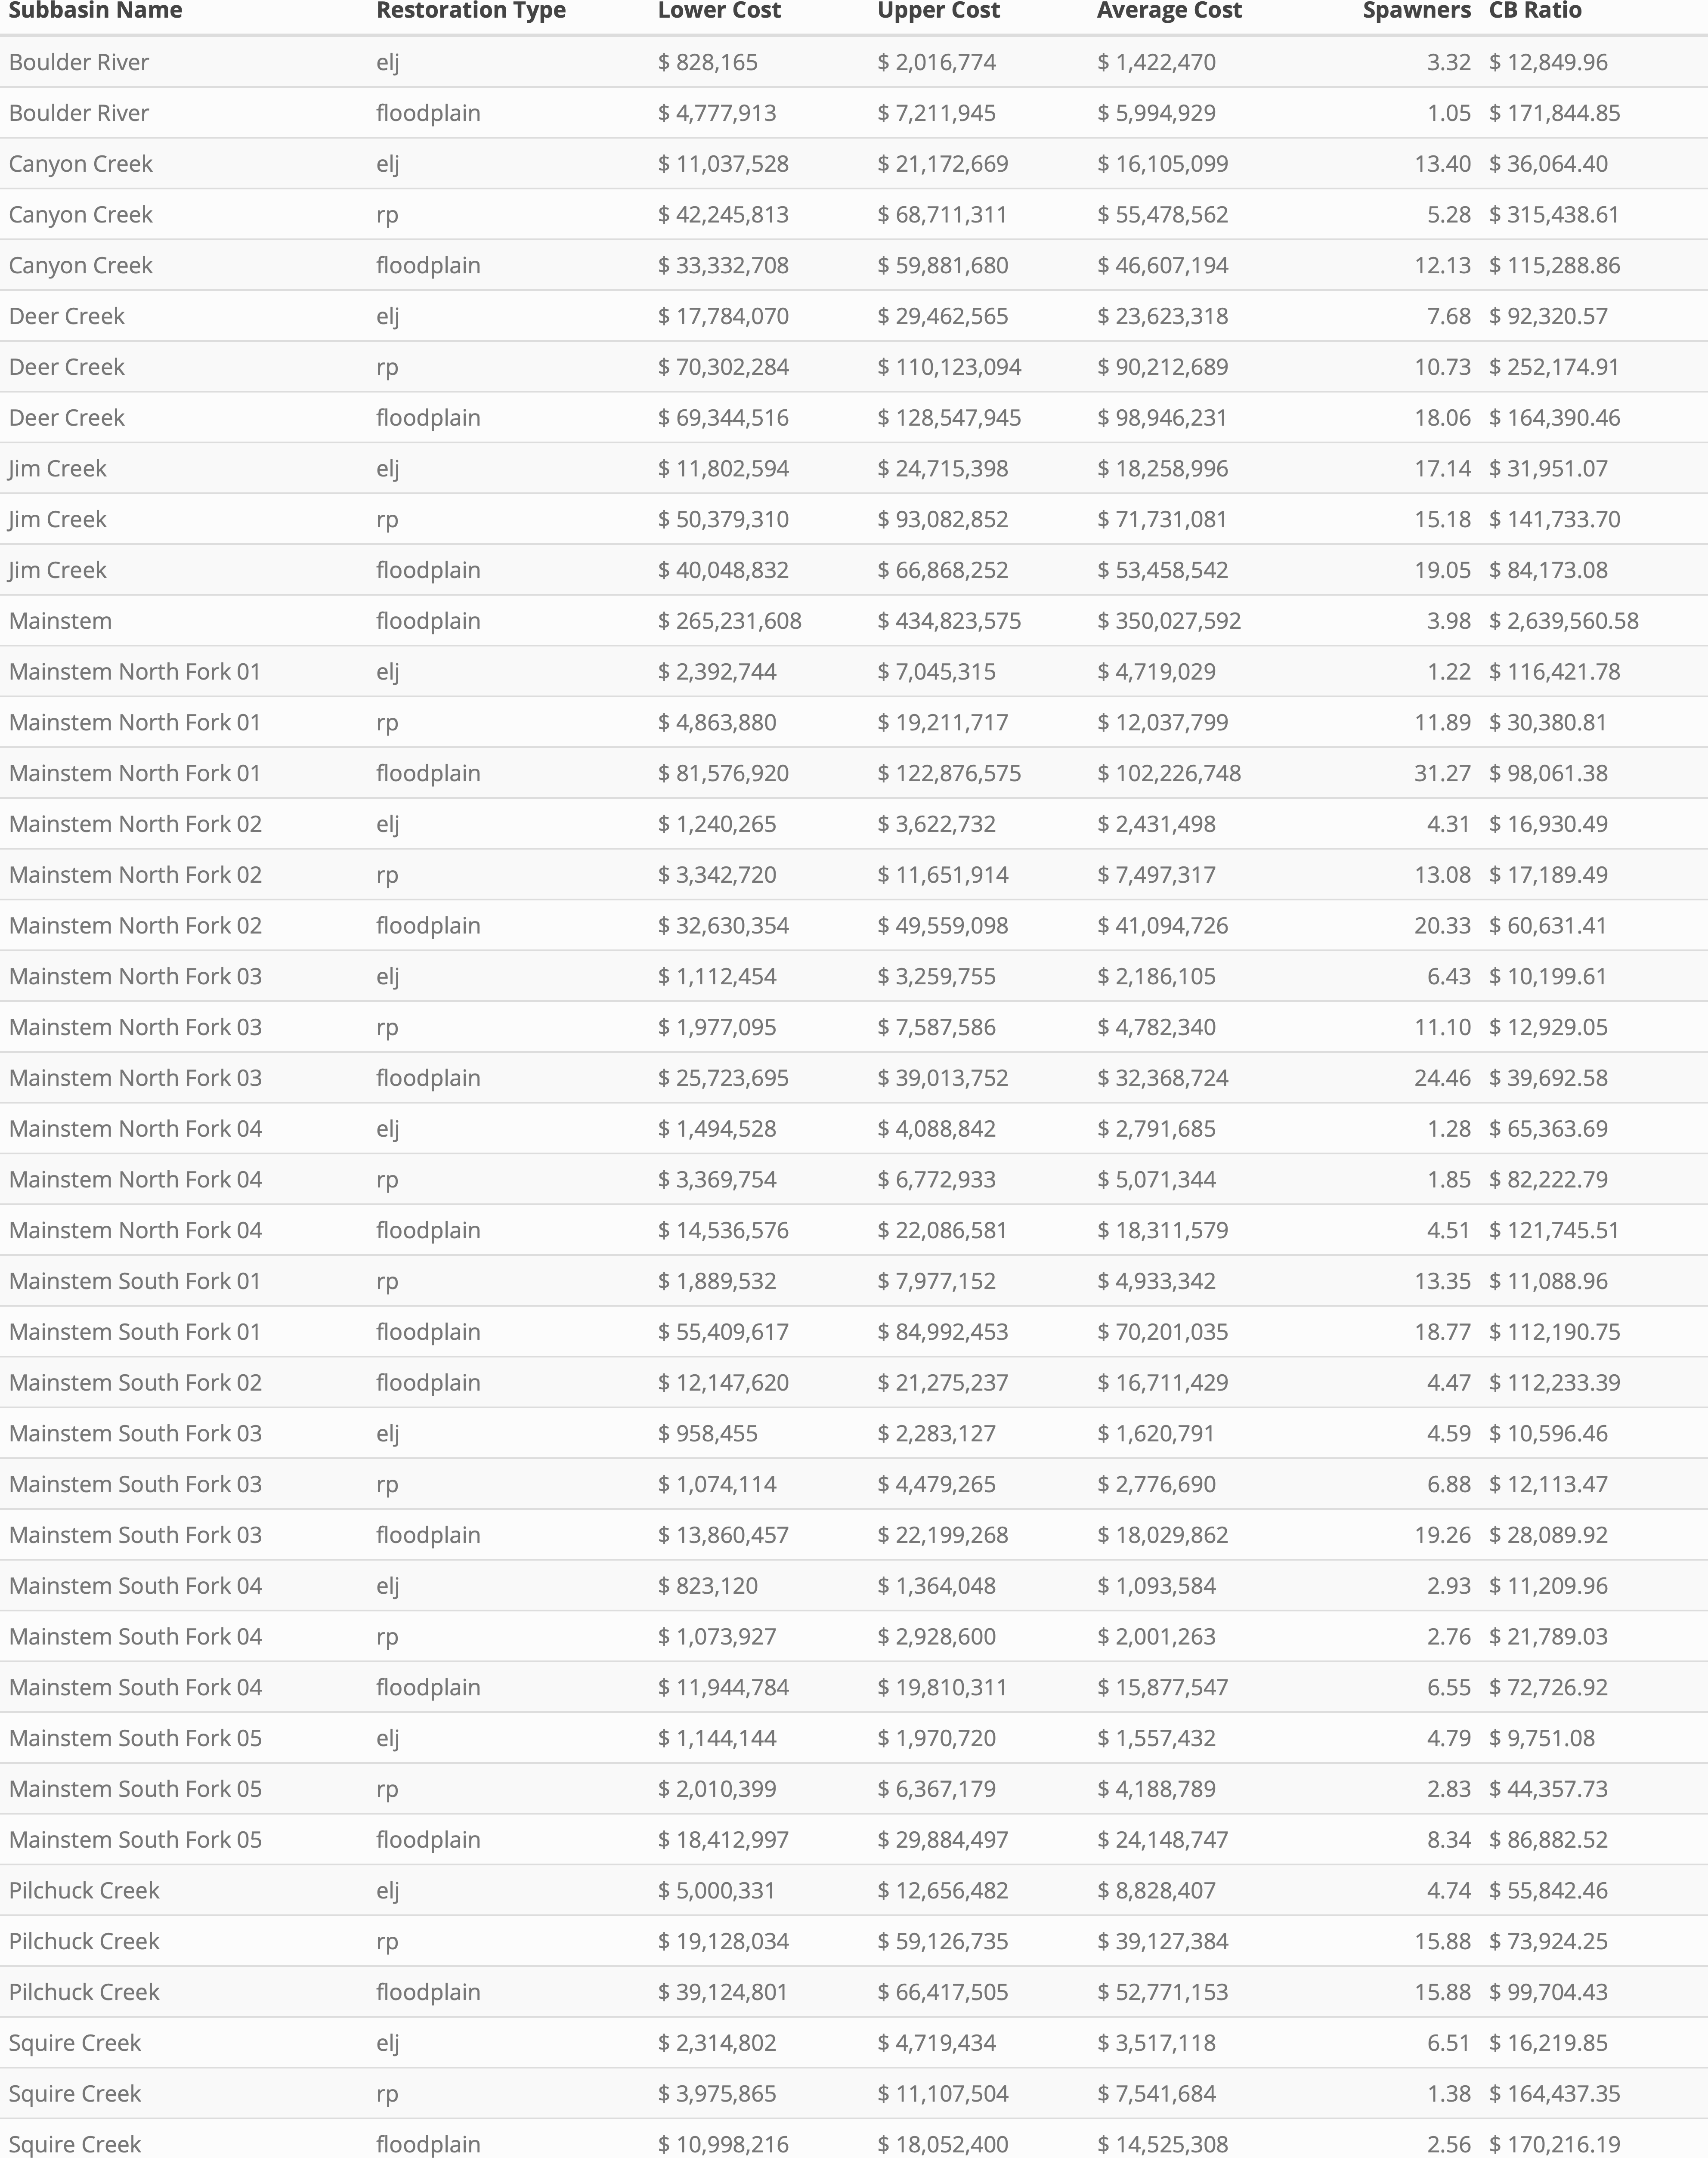 Subbasin Name Restoration Type Lower Cost Upper Cost Average Cost Spawners CB Ratio
Boulder River elj $ 828,165 $ 2,016,774 $ 1,422,470 3.32 $ 12,849.96
Boulder River floodplain $ 4,777,913 $ 7,211,945 $ 5,994,929 1.05 $ 171,844.85
Canyon Creek elj $ 11,037,528 $ 21,172,669 $ 16,105,099 13.40 $ 36,064.40
Canyon Creek rp $ 42,245,813 $ 68,711,311 $ 55,478,562 5.28 $ 315,438.61
Canyon Creek floodplain $ 33,332,708 $ 59,881,680 $ 46,607,194 12.13 $ 115,288.86
Deer Creek elj $ 17,784,070 $ 29,462,565 $ 23,623,318 7.68 $ 92,320.57
Deer Creek rp $ 70,302,284 $ 110,123,094 $ 90,212,689 10.73 $ 252,174.91
Deer Creek floodplain $ 69,344,516 $ 128,547,945 $ 98,946,231 18.06 $ 164,390.46
Jim Creek elj $ 11,802,594 $ 24,715,398 $ 18,258,996 17.14 $ 31,951.07
Jim Creek rp $ 50,379,310 $ 93,082,852 $ 71,731,081 15.18 $ 141,733.70
Jim Creek floodplain $ 40,048,832 $ 66,868,252 $ 53,458,542 19.05 $ 84,173.08
Mainstem floodplain $ 265,231,608 $ 434,823,575 $ 350,027,592 3.98 $ 2,639,560.58
Mainstem North Fork 01 elj $ 2,392,744 $ 7,045,315 $ 4,719,029 1.22 $ 116,421.78
Mainstem North Fork 01 rp $ 4,863,880 $ 19,211,717 $ 12,037,799 11.89 $ 30,380.81
Mainstem North Fork 01 floodplain $ 81,576,920 $ 122,876,575 $ 102,226,748 31.27 $ 98,061.38
Mainstem North Fork 02 elj $ 1,240,265 $ 3,622,732 $ 2,431,498 4.31 $ 16,930.49
Mainstem North Fork 02 rp $ 3,342,720 $ 11,651,914 $ 7,497,317 13.08 $ 17,189.49
Mainstem North Fork 02 floodplain $ 32,630,354 $ 49,559,098 $ 41,094,726 20.33 $ 60,631.41
Mainstem North Fork 03 elj $ 1,112,454 $ 3,259,755 $ 2,186,105 6.43 $ 10,199.61
Mainstem North Fork 03 rp $ 1,977,095 $ 7,587,586 $ 4,782,340 11.10 $ 12,929.05
Mainstem North Fork 03 floodplain $ 25,723,695 $ 39,013,752 $ 32,368,724 24.46 $ 39,692.58
Mainstem North Fork 04 elj $ 1,494,528 $ 4,088,842 $ 2,791,685 1.28 $ 65,363.69
Mainstem North Fork 04 rp $ 3,369,754 $ 6,772,933 $ 5,071,344 1.85 $ 82,222.79
Mainstem North Fork 04 floodplain $ 14,536,576 $ 22,086,581 $ 18,311,579 4.51 $ 121,745.51
Mainstem South Fork 01 rp $ 1,889,532 $ 7,977,152 $ 4,933,342 13.35 $ 11,088.96
Mainstem South Fork 01 floodplain $ 55,409,617 $ 84,992,453 $ 70,201,035 18.77 $ 112,190.75
Mainstem South Fork 02 floodplain $ 12,147,620 $ 21,275,237 $ 16,711,429 4.47 $ 112,233.39
Mainstem South Fork 03 elj $ 958,455 $ 2,283,127 $ 1,620,791 4.59 $ 10,596.46
Mainstem South Fork 03 rp $ 1,074,114 $ 4,479,265 $ 2,776,690 6.88 $ 12,113.47
Mainstem South Fork 03 floodplain $ 13,860,457 $ 22,199,268 $ 18,029,862 19.26 $ 28,089.92
Mainstem South Fork 04 elj $ 823,120 $ 1,364,048 $ 1,093,584 2.93 $ 11,209.96
Mainstem South Fork 04 rp $ 1,073,927 $ 2,928,600 $ 2,001,263 2.76 $ 21,789.03
Mainstem South Fork 04 floodplain $ 11,944,784 $ 19,810,311 $ 15,877,547 6.55 $ 72,726.92
Mainstem South Fork 05 elj $ 1,144,144 $ 1,970,720 $ 1,557,432 4.79 $ 9,751.08
Mainstem South Fork 05 rp $ 2,010,399 $ 6,367,179 $ 4,188,789 2.83 $ 44,357.73
Mainstem South Fork 05 floodplain $ 18,412,997 $ 29,884,497 $ 24,148,747 8.34 $ 86,882.52
Pilchuck Creek elj $ 5,000,331 $ 12,656,482 $ 8,828,407 4.74 $ 55,842.46
Pilchuck Creek rp $ 19,128,034 $ 59,126,735 $ 39,127,384 15.88 $ 73,924.25
Pilchuck Creek floodplain $ 39,124,801 $ 66,417,505 $ 52,771,153 15.88 $ 99,704.43
Squire Creek elj $ 2,314,802 $ 4,719,434 $ 3,517,118 6.51 $ 16,219.85
Squire Creek rp $ 3,975,865 $ 11,107,504 $ 7,541,684 1.38 $ 164,437.35
Squire Creek floodplain $ 10,998,216 $ 18,052,400 $ 14,525,308 2.56 $ 170,216.19